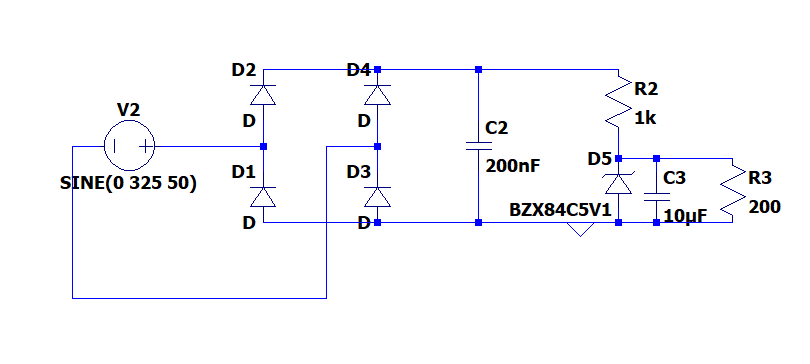 D2
D4
R2
V2
D
D
1k
C2
D1
D3
D5
200nF
C3
R3
SINE(0 325 50)
BZX84C5V1
200
D
D
10µF